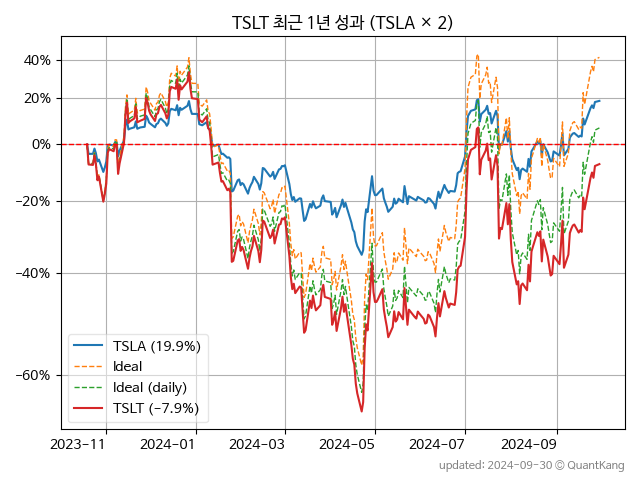 TSLT 최근 1년 성과 (TSLA × 2)
40%
20%
0%
−20%
−40%
−60%
TSLA (19.9%)
Ideal
Ideal (daily)
TSLT (-7.9%)
2023-11
2024-01
2024-03
2024-05
2024-07
2024-09
updated: 2024-09-30 © QuantKang